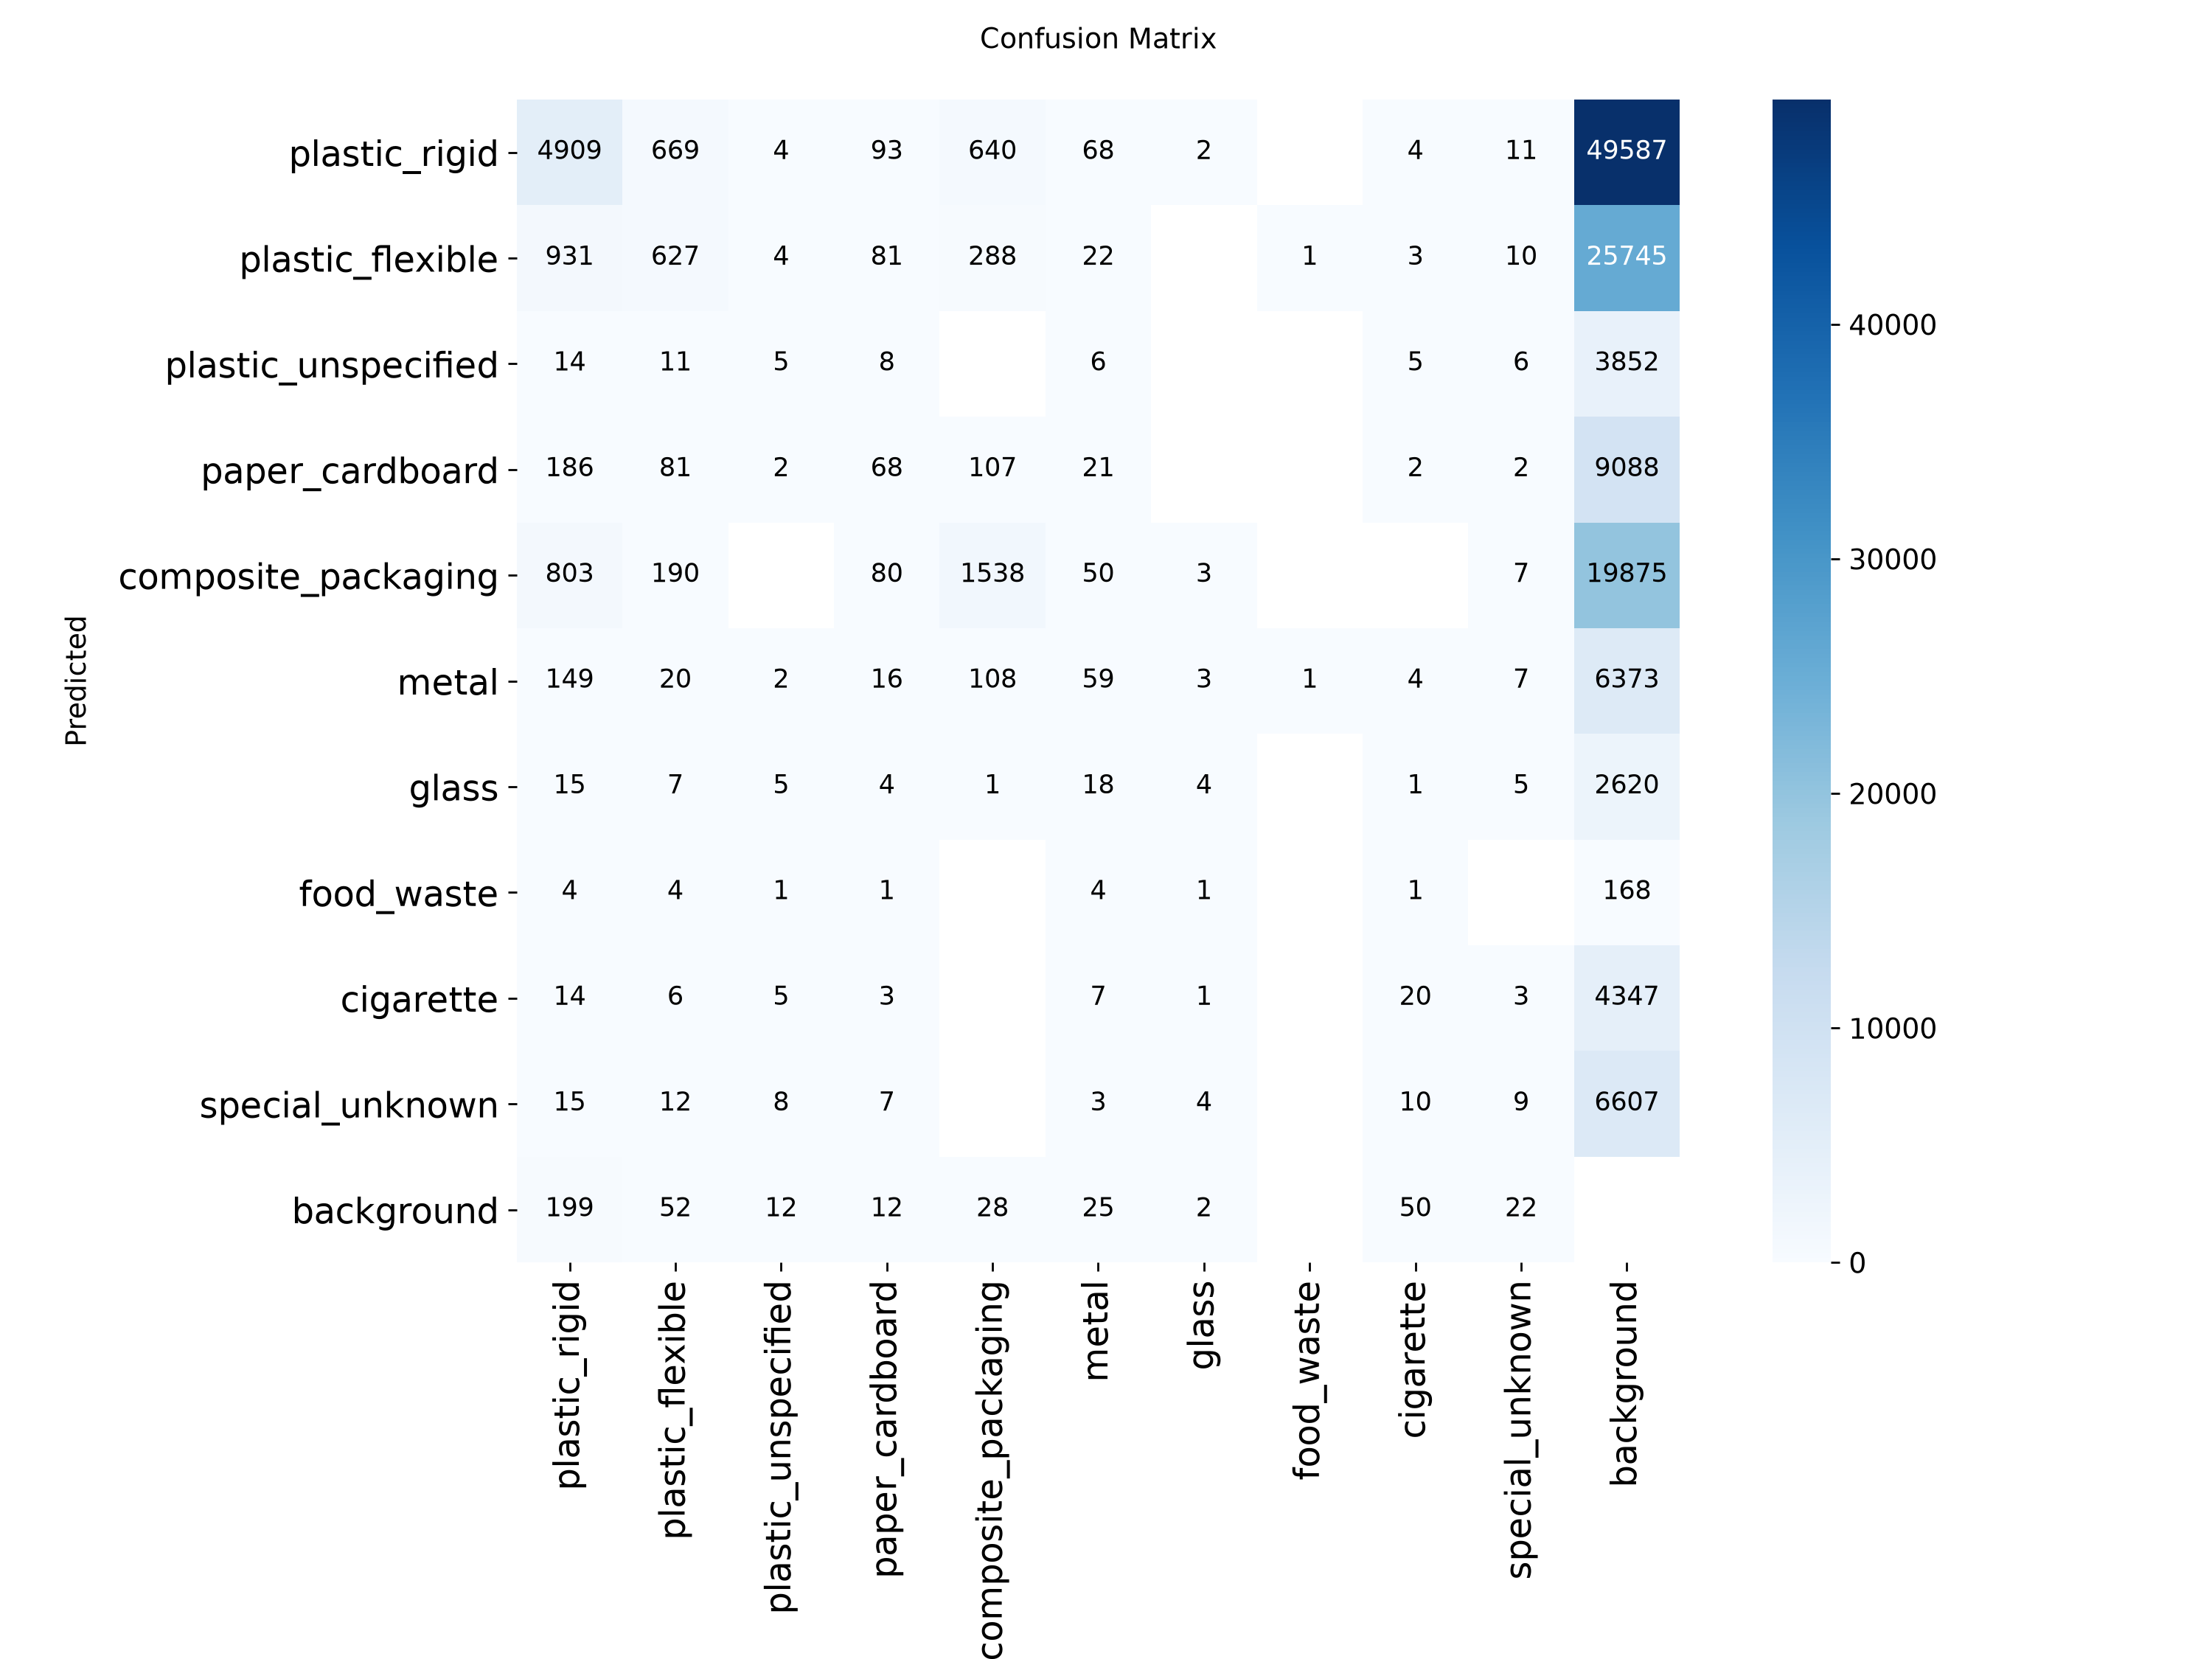 Confusion Matrix
plastic_rigid 4909 669 4 93 640 68 2 4 11 49587
plastic_flexible 931 627 4 81 288 22 1 3 10 25745
40000
plastic_unspecified 14 11 5 8 6 5 6 3852
paper_cardboard 186 81 2 68 107 21 2 2 9088
30000
composite_packaging 803 190 80 1538 50 3 7 19875
Predicted
metal 149 20 2 16 108 59 3 1 4 7 6373
20000
glass 15 7 5 4 1 18 4 1 5 2620
food_waste 4 4 1 1 4 1 1 168
cigarette 14 6 5 3 7 1 20 3 4347
10000
special_unknown 15 12 8 7 3 4 10 9 6607
background 199 52 12 12 28 25 2 50 22
0
plastic_rigid
plastic_flexible
plastic_unspecified
paper_cardboard
composite_packaging
metal
glass
food_waste
cigarette
special_unknown
background